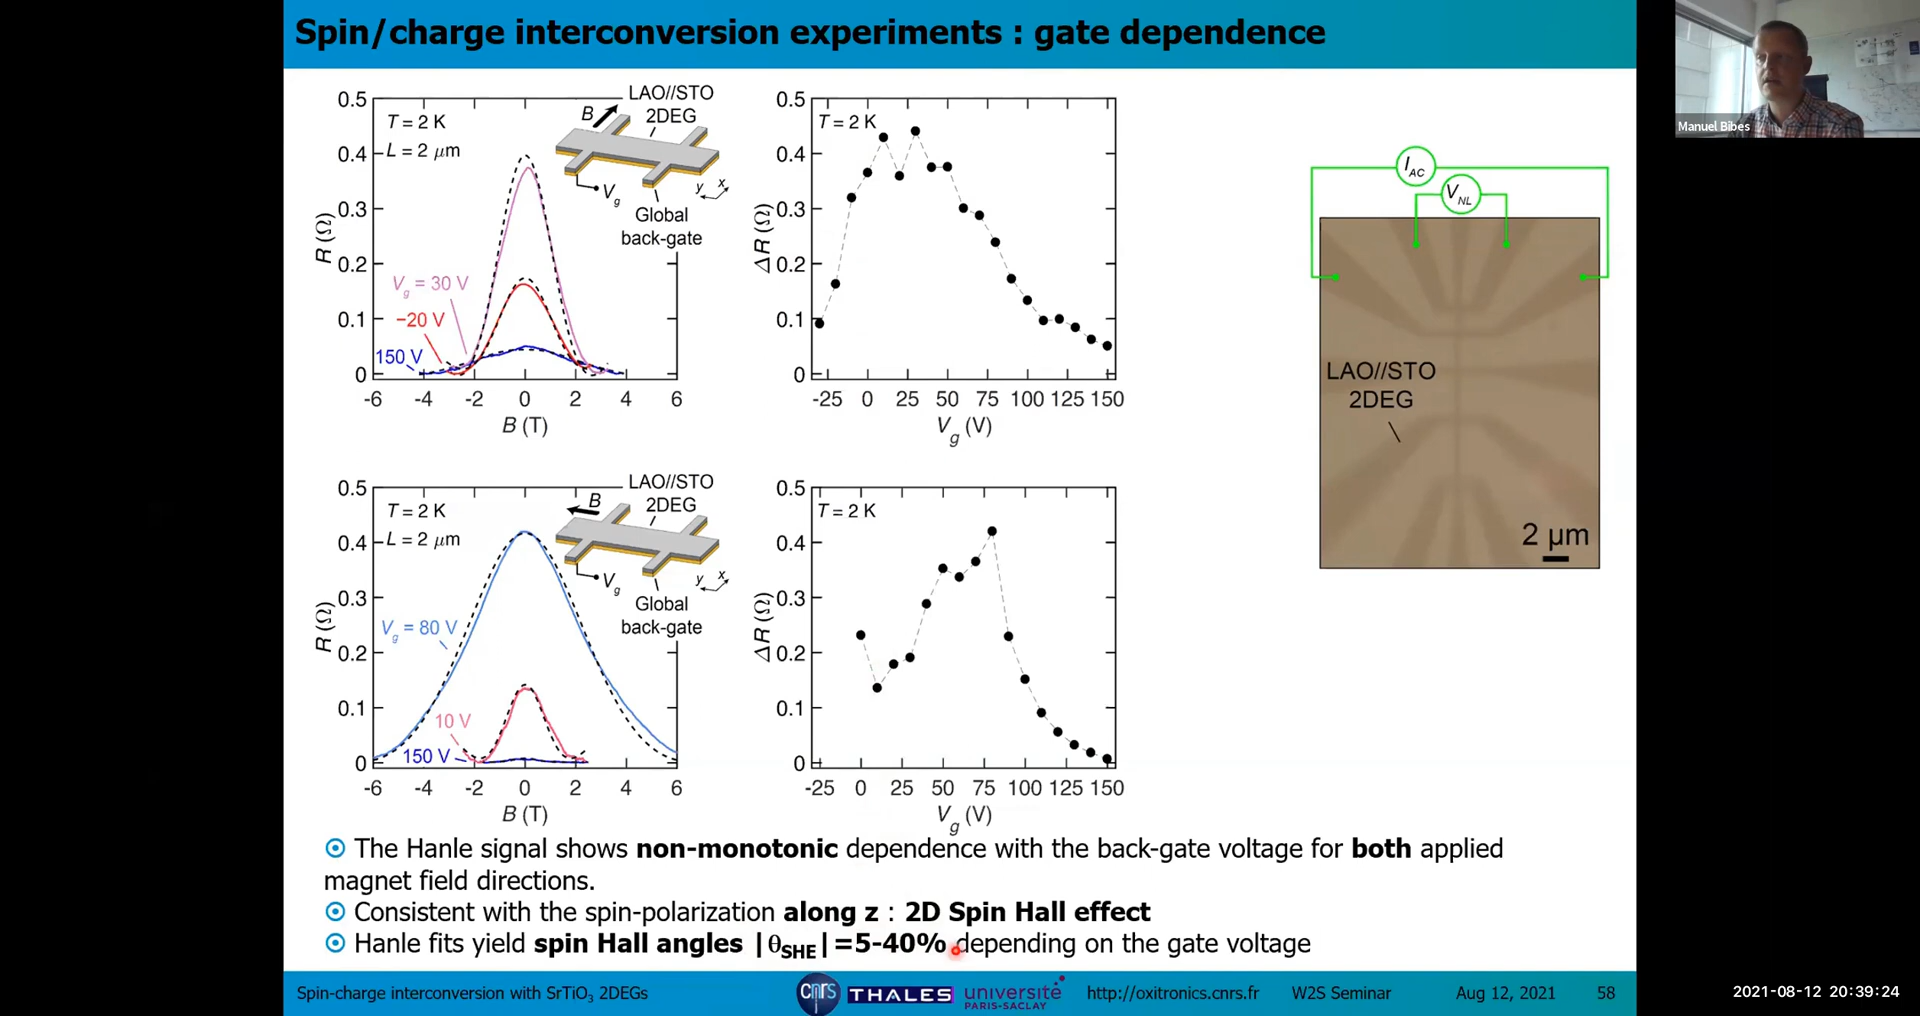 Spin/charge interconversion experiments : gate dependence
Manuel Bibes
0.5
0.4
0.3
0.2
0.1
0
R (Ω)
T = 2 K
L = 2 μm
B
LAO//STO
2DEG
Vg
y
x
Global
back-gate
Vg = 30 V
−20 V
150 V
-6 -4 -2 0 2 4 6
B (T)
0.5
0.4
0.3
0.2
0.1
0
ΔR (Ω)
T = 2 K
-25 0 25 50 75 100 125 150
Vg (V)
IAC
VNL
LAO//STO
2DEG
2 μm
0.5
0.4
0.3
0.2
0.1
0
R (Ω)
T = 2 K
L = 2 μm
B
LAO//STO
2DEG
Vg
y
x
Global
back-gate
Vg = 80 V
10 V
150 V
-6 -4 -2 0 2 4 6
B (T)
0.5
0.4
0.3
0.2
0.1
0
ΔR (Ω)
T = 2 K
-25 0 25 50 75 100 125 150
Vg (V)
The Hanle signal shows non-monotonic dependence with the back-gate voltage for both applied
magnet field directions.
Consistent with the spin-polarization along z : 2D Spin Hall effect
Hanle fits yield spin Hall angles |θSHE|=5-40% depending on the gate voltage
Spin-charge interconversion with SrTiO3 2DEGs
cnrs
THALES
université
PARIS-SACLAY
http://oxitronics.cnrs.fr
W2S Seminar
Aug 12, 2021
58
2021-08-12 20:39:24